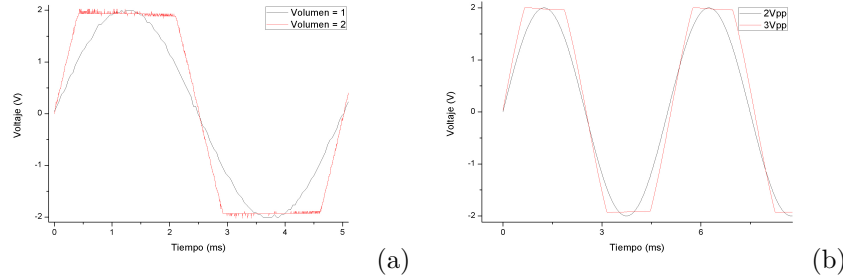 Volumen = 1
Volumen = 2
2
1
0
-1
-2
0
1
2
3
4
5
Voltaje (V)
Tiempo (ms)
(a)
2Vpp
3Vpp
2
1
0
-1
-2
0
3
6
Voltaje (V)
Tiempo (ms)
(b)